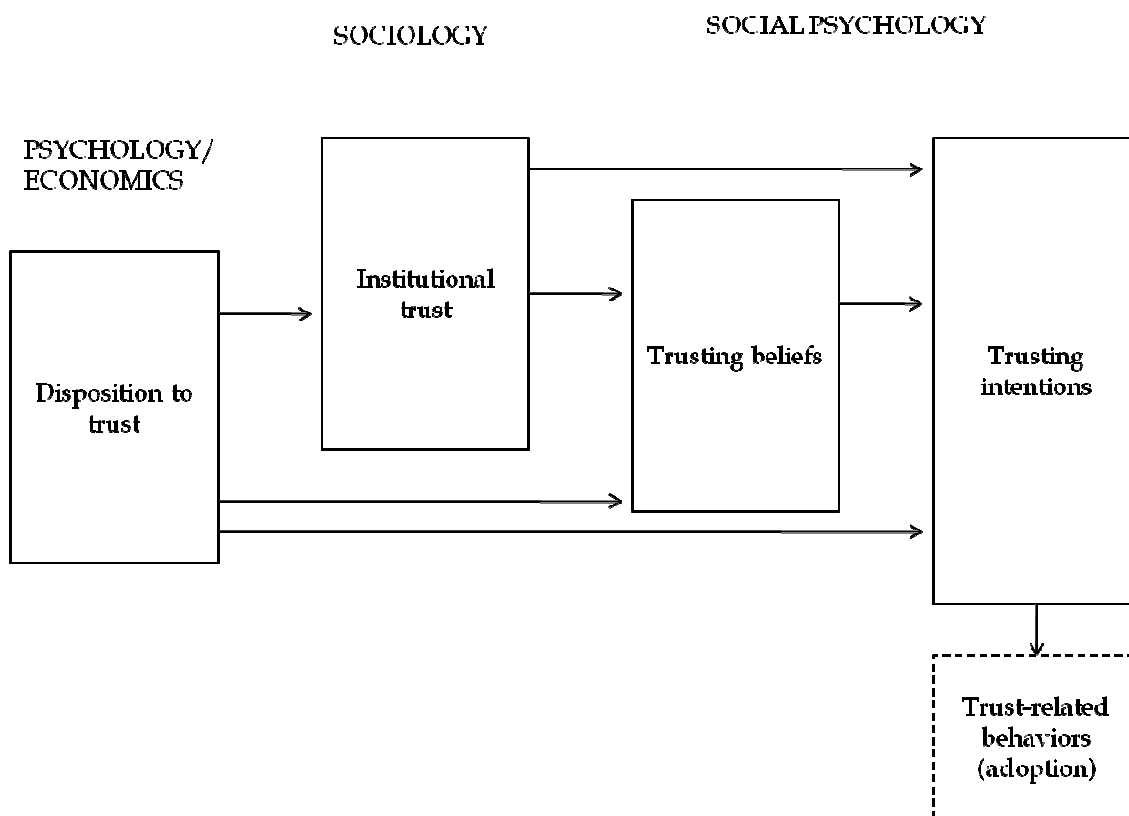 SOCIOLOGY
SOCIAL PSYCHOLOGY
PSYCHOLOGY/
ECONOMICS
Disposition to
trust
Institutional
trust
Trusting beliefs
Trusting
intentions
Trust-related
behaviors
(adoption)